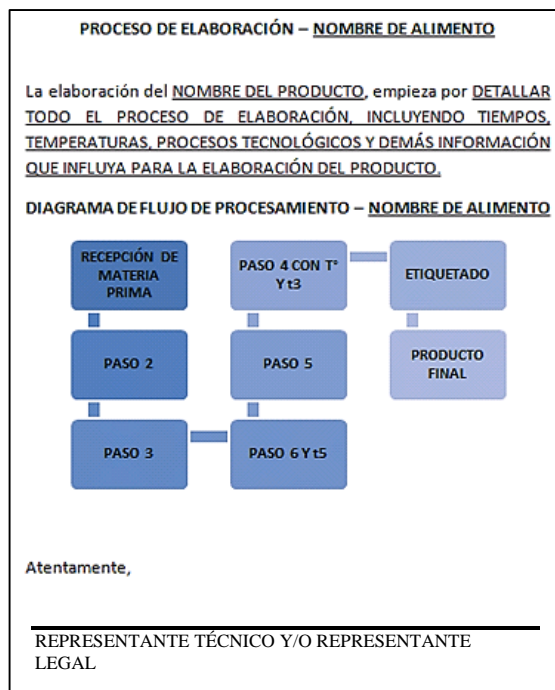 PROCESO DE ELABORACIÓN – NOMBRE DE ALIMENTO
La elaboración del NOMBRE DEL PRODUCTO, empieza por DETALLAR
TODO EL PROCESO DE ELABORACIÓN, INCLUYENDO TIEMPOS,
TEMPERATURAS, PROCESOS TECNOLÓGICOS Y DEMÁS INFORMACIÓN
QUE INFLUYA PARA LA ELABORACIÓN DEL PRODUCTO.
DIAGRAMA DE FLUJO DE PROCESAMIENTO – NOMBRE DE ALIMENTO
RECEPCIÓN DE
MATERIA
PRIMA
PASO 2
PASO 3
PASO 6 Y t5
PASO 5
PASO 4 CON T°
Y t3
ETIQUETADO
PRODUCTO
FINAL
Atentamente,
REPRESENTANTE TÉCNICO Y/O REPRESENTANTE
LEGAL